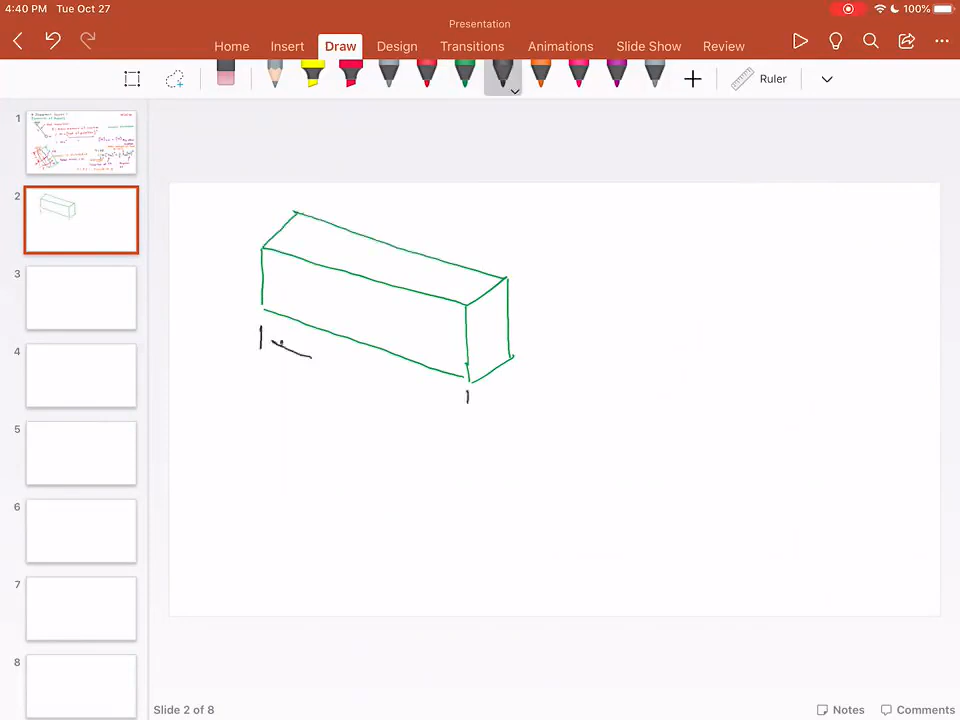 4:40 PM Tue Oct 27
100%
Presentation
Home Insert Draw Design Transitions Animations Slide Show Review
Ruler
1
2
3
4
5
6
7
8
Slide 2 of 8
Notes Comments